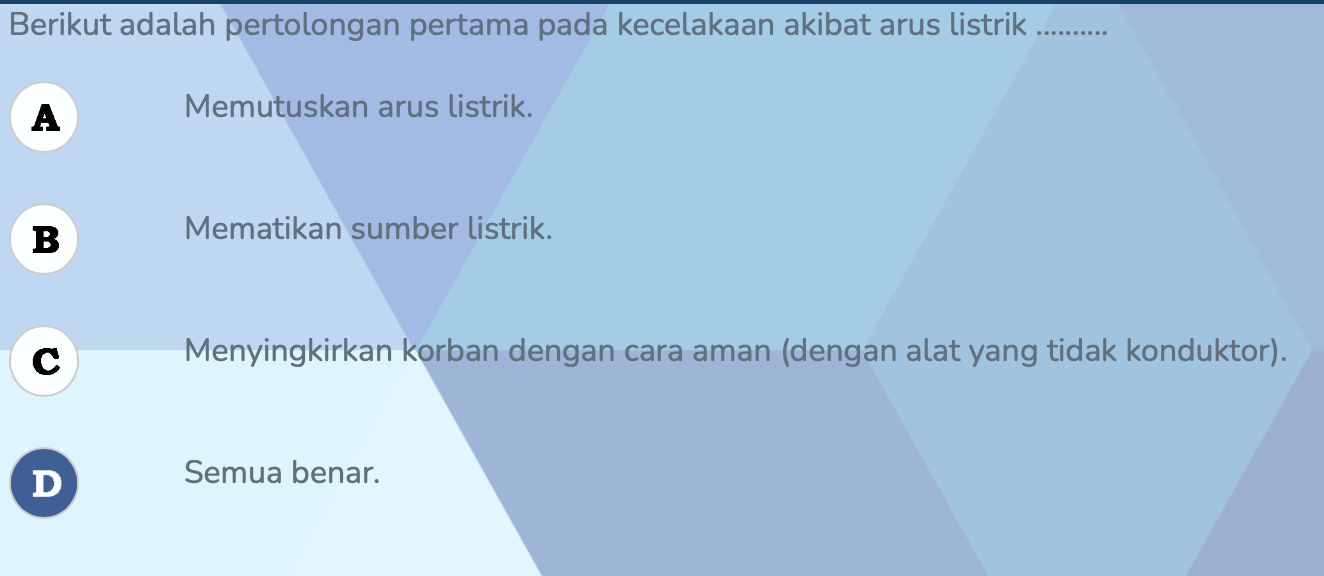 Berikut adalah pertolongan pertama pada kecelakaan akibat arus listrik ..........
A Memutuskan arus listrik.
B Mematikan sumber listrik.
C Menyingkirkan korban dengan cara aman (dengan alat yang tidak konduktor).
D Semua benar.